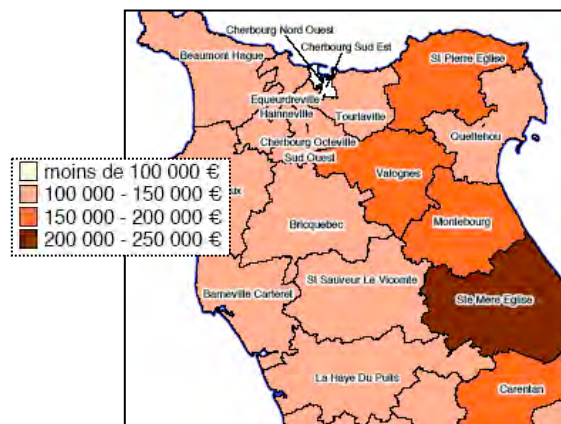 Cherbourg Nord Ouest
Cherbourg Sud Est
Beaumont Hague
St Pierre Eglise
Equeurdreville
Hainneville
Tourlaville
Quettehou
Cherbourg Octeville
Sud Ouest
Valognes
moins de 100 000 €
100 000 - 150 000 €
150 000 - 200 000 €
200 000 - 250 000 €
Bricquebec
Montebourg
St Sauveur Le Vicomte
Barneville Carteret
Ste Mere Eglise
La Haye Du Puits
Carentan